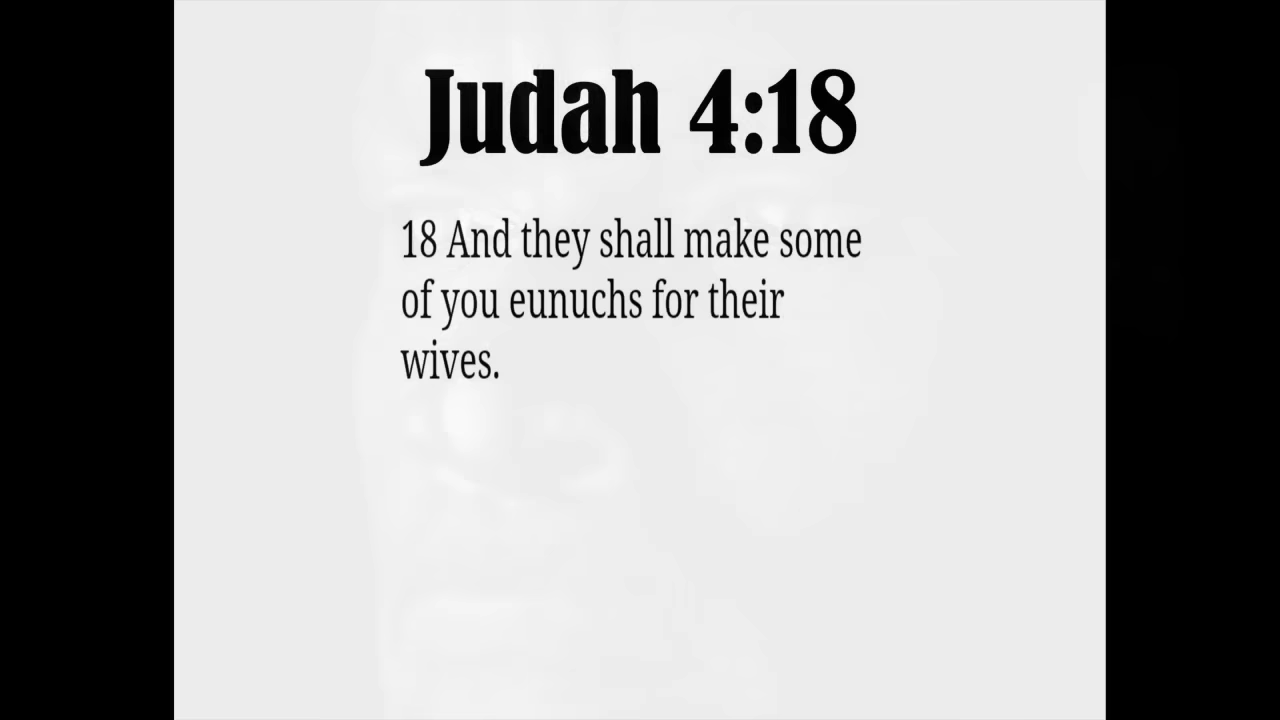 Judah 4:18
18 And they shall make some
of you eunuchs for their
wives.